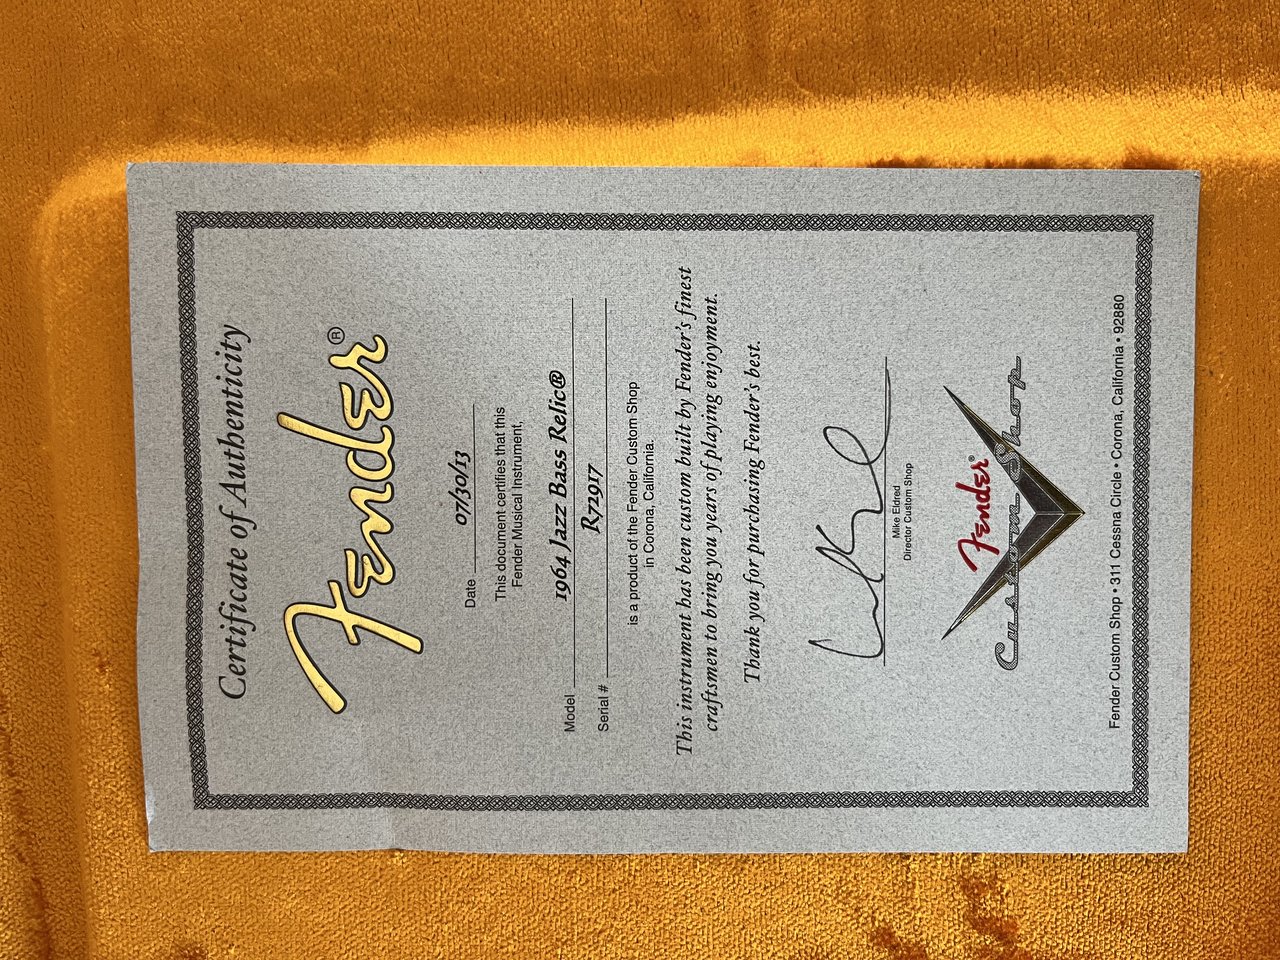 Certificate of Authenticity
Fender®
Date 07/30/13
This document certifies that this
Fender Musical Instrument,
Model 1964 Jazz Bass Relic®
Serial # R72917
is a product of the Fender Custom Shop
in Corona, California.
This instrument has been custom built by Fender's finest
craftsmen to bring you years of playing enjoyment.
Thank you for purchasing Fender's best.
Mike Eldred
Director Custom Shop
Fender®
Custom Shop
Fender Custom Shop • 311 Cessna Circle • Corona, California • 92880